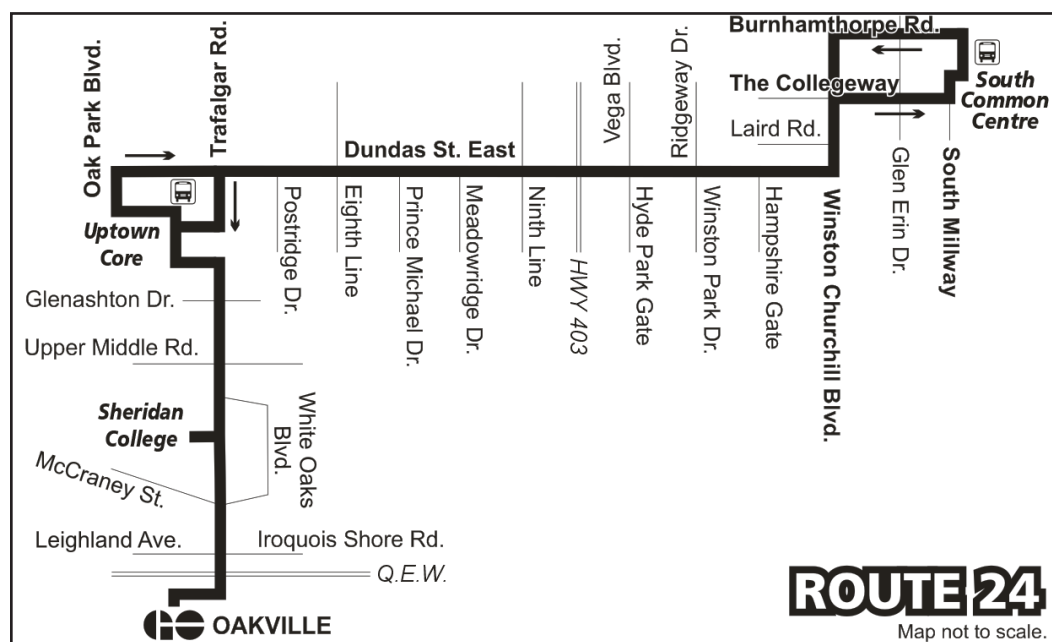 Burnhamthorpe Rd.
The Collegeway
South
Common
Centre
Laird Rd.
Vega Blvd.
Ridgeway Dr.
Oak Park Blvd.
Trafalgar Rd.
Dundas St. East
Uptown
Core
Postridge Dr.
Eighth Line
Prince Michael Dr.
Meadowridge Dr.
Ninth Line
HWY 403
Hyde Park Gate
Winston Park Dr.
Hampshire Gate
Winston Churchill Blvd.
Glen Erin Dr.
South Millway
Glenashton Dr.
Upper Middle Rd.
Sheridan
College
White Oaks
Blvd.
McCraney St.
Leighland Ave.
Iroquois Shore Rd.
Q.E.W.
GO OAKVILLE
ROUTE 24
Map not to scale.